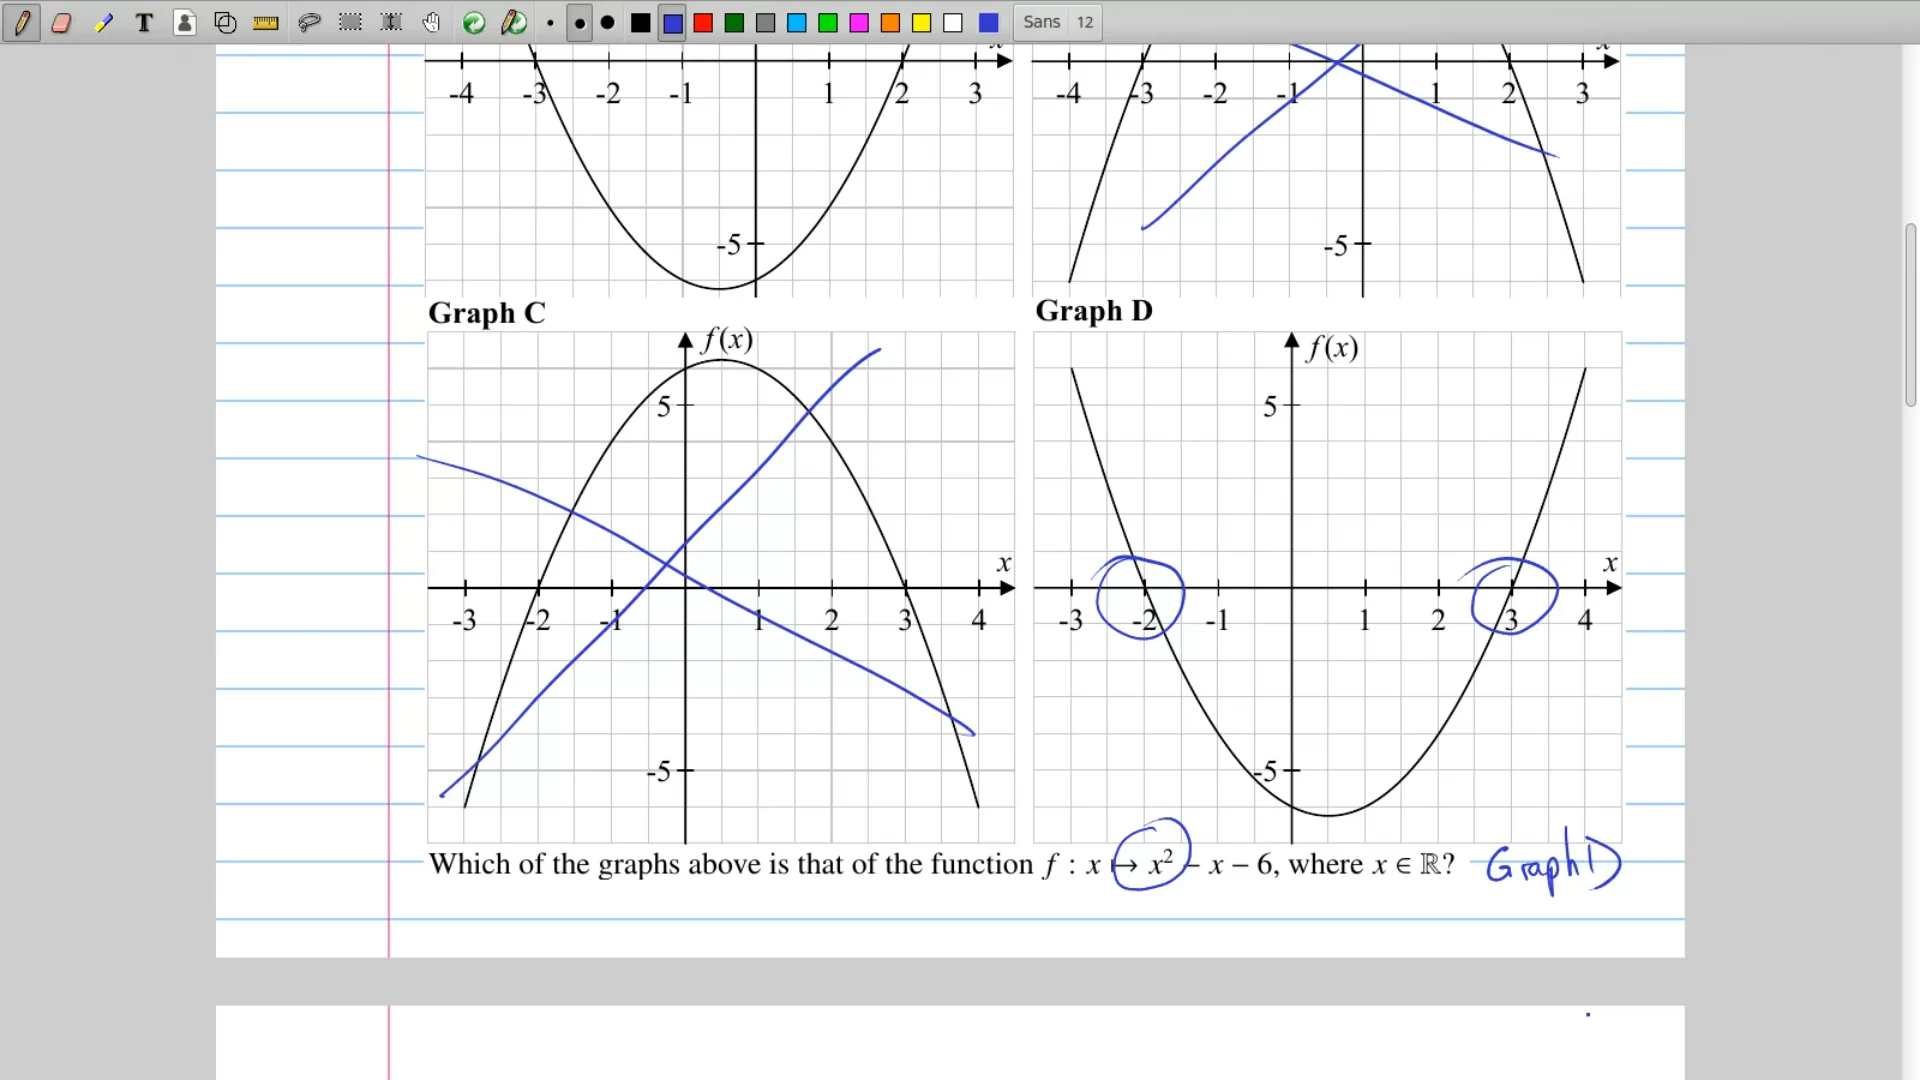 Sans 12
x x
-4 -3 -2 -1 1 2 3 -4 -3 -2 -1 1 2 3
-5 -5
Graph C Graph D
f(x) f(x)
5 5
x x
-3 -2 -1 1 2 3 4 -3 -2 -1 1 2 3 4
-5 -5
Which of the graphs above is that of the function f : x ↦ x² – x – 6, where x ∈ ℝ? Graph D